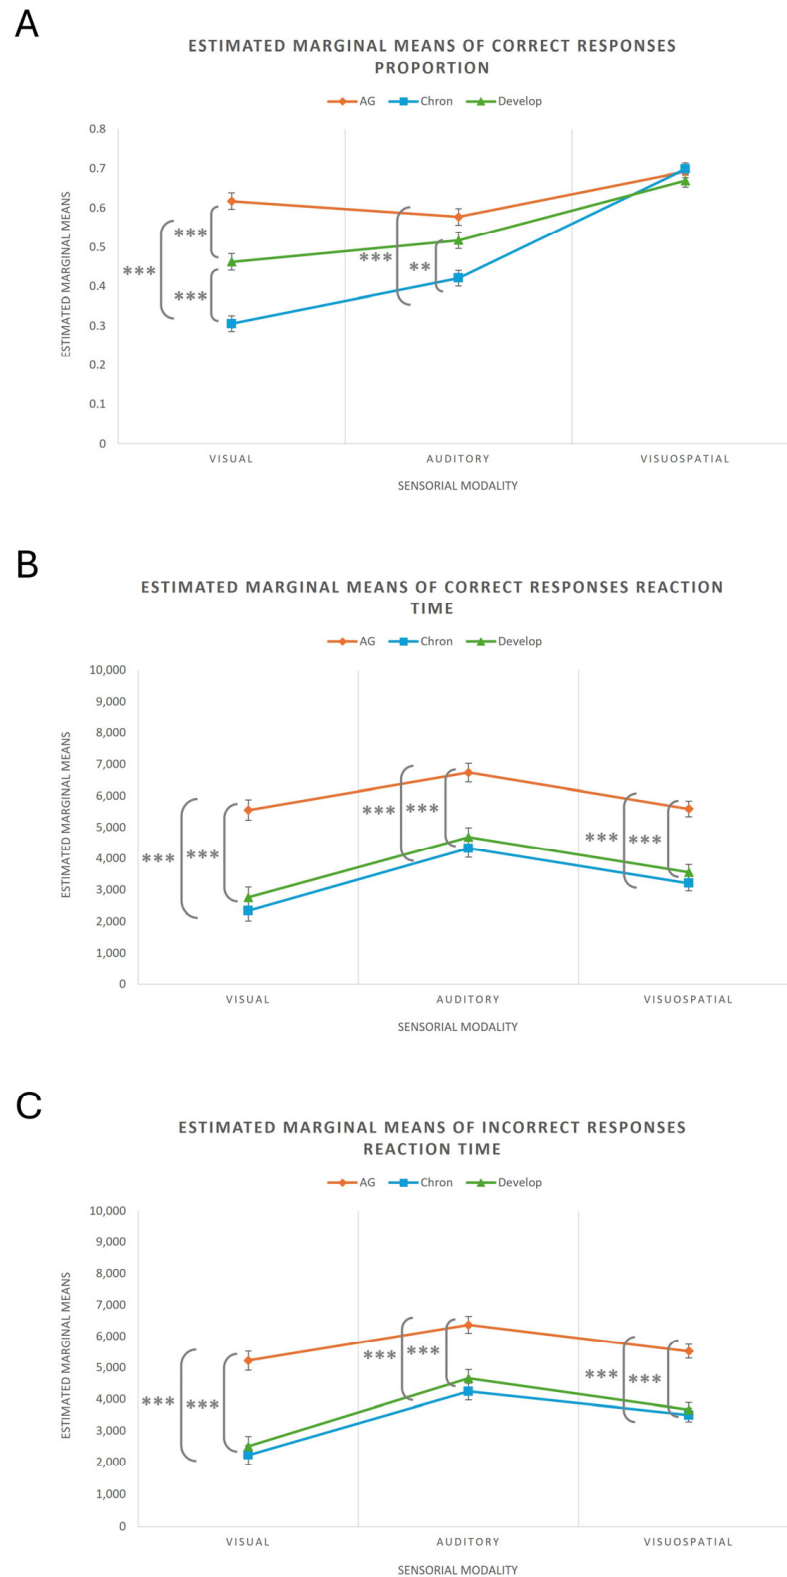 A
ESTIMATED MARGINAL MEANS OF CORRECT RESPONSES
PROPORTION
AG Chron Develop
ESTIMATED MARGINAL MEANS
0.8
0.7
0.6
0.5
0.4
0.3
0.2
0.1
0
***
***
***
***
**
VISUAL AUDITORY VISUOSPATIAL
SENSORIAL MODALITY
B
ESTIMATED MARGINAL MEANS OF CORRECT RESPONSES REACTION
TIME
AG Chron Develop
ESTIMATED MARGINAL MEANS
10,000
9,000
8,000
7,000
6,000
5,000
4,000
3,000
2,000
1,000
0
*** ***
*** ***
*** ***
VISUAL AUDITORY VISUOSPATIAL
SENSORIAL MODALITY
C
ESTIMATED MARGINAL MEANS OF INCORRECT RESPONSES
REACTION TIME
AG Chron Develop
ESTIMATED MARGINAL MEANS
10,000
9,000
8,000
7,000
6,000
5,000
4,000
3,000
2,000
1,000
0
*** ***
*** ***
*** ***
VISUAL AUDITORY VISUOSPATIAL
SENSORIAL MODALITY